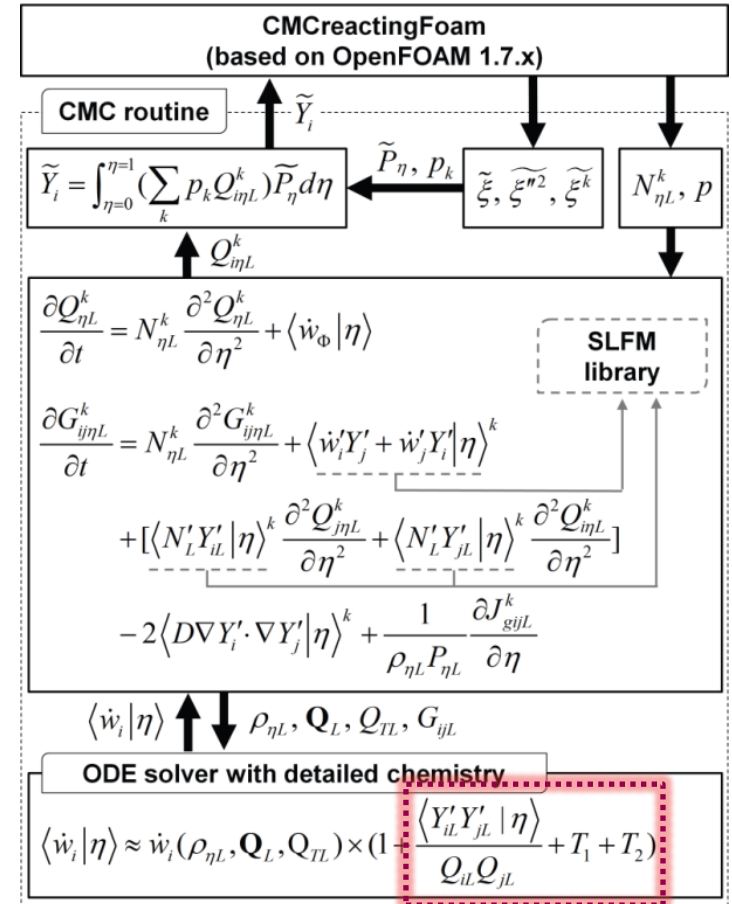 CMCreactingFoam
(based on OpenFOAM 1.7.x)
CMC routine
Ỹ_i
Ỹ_i = ∫_{η=0}^{η=1} (∑_k p_k Q^k_{iηL}) P̃_η dη
P̃_η, p_k
ξ̃, \widetilde{ξ''^2}, \widetilde{ξ^k}
N^k_{ηL}, p
Q^k_{iηL}
∂Q^k_{ηL}/∂t = N^k_{ηL} ∂²Q^k_{ηL}/∂η² + ⟨ẇ_Φ|η⟩
SLFM
library
∂G^k_{ijηL}/∂t = N^k_{ηL} ∂²G^k_{ijηL}/∂η² + ⟨ẇ′_i Y′_j + ẇ′_j Y′_i|η⟩^k
+[⟨N′_L Y′_{iL}|η⟩^k ∂²Q^k_{jηL}/∂η² + ⟨N′_L Y′_{jL}|η⟩^k ∂²Q^k_{iηL}/∂η²]
−2⟨D∇Y′_i·∇Y′_j|η⟩^k + 1/(ρ_{ηL} P_{ηL}) ∂J^k_{gijL}/∂η
⟨ẇ_i|η⟩
ρ_{ηL}, Q_L, Q_{TL}, G_{ijL}
ODE solver with detailed chemistry
⟨ẇ_i|η⟩ ≈ ẇ_i(ρ_{ηL}, Q_L, Q_{TL})×(1+ ⟨Y′_{iL} Y′_{jL} | η⟩/(Q_{iL} Q_{jL}) + T_1 + T_2)